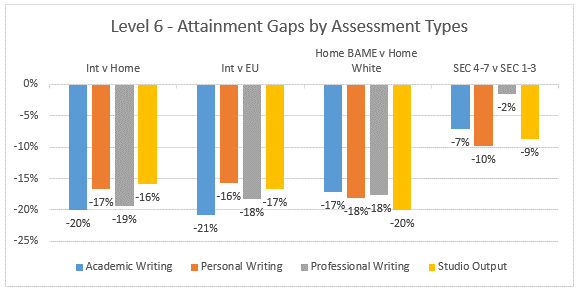 Level 6 - Attainment Gaps by Assessment Types
Int v Home
Int v EU
Home BAME v Home
White
SEC 4-7 v SEC 1-3
0%
-5%
-10%
-15%
-20%
-25%
-20%
-17%
-19%
-16%
-21%
-16%
-18%
-17%
-17%
-18%
-18%
-20%
-7%
-10%
-2%
-9%
Academic Writing
Personal Writing
Professional Writing
Studio Output